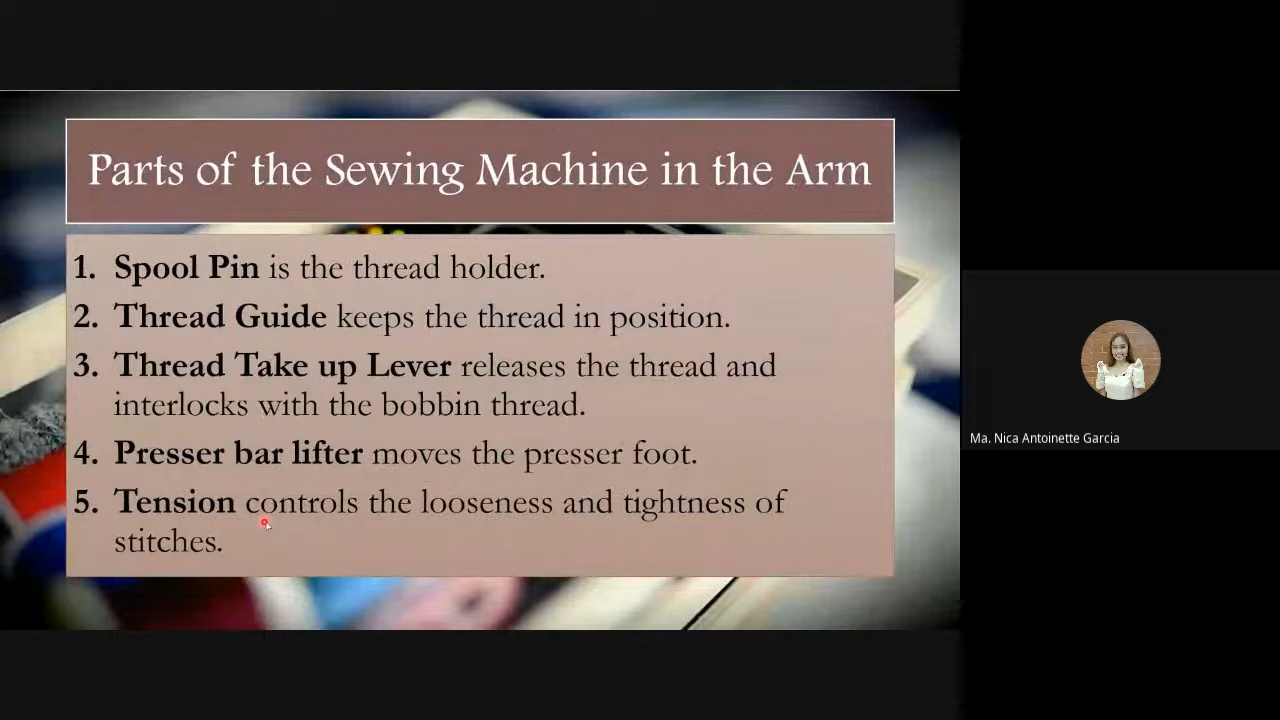 Parts of the Sewing Machine in the Arm
1. Spool Pin is the thread holder.
2. Thread Guide keeps the thread in position.
3. Thread Take up Lever releases the thread and
interlocks with the bobbin thread.
4. Presser bar lifter moves the presser foot.
5. Tension controls the looseness and tightness of
stitches.
Ma. Nica Antoinette Garcia